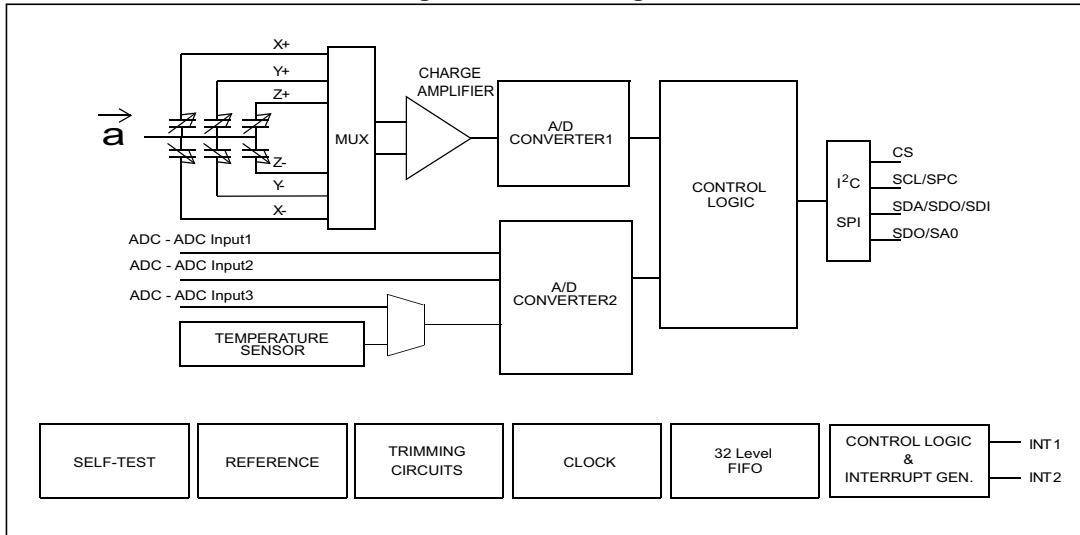 X+
Y+
Z+
Z-
Y-
X-
a
MUX
CHARGE
AMPLIFIER
A/D
CONVERTER1
CONTROL
LOGIC
I²C
SPI
CS
SCL/SPC
SDA/SDO/SDI
SDO/SA0
ADC - ADC Input1
ADC - ADC Input2
ADC - ADC Input3
A/D
CONVERTER2
TEMPERATURE
SENSOR
SELF-TEST
REFERENCE
TRIMMING
CIRCUITS
CLOCK
32 Level
FIFO
CONTROL LOGIC
&
INTERRUPT GEN.
INT1
INT2